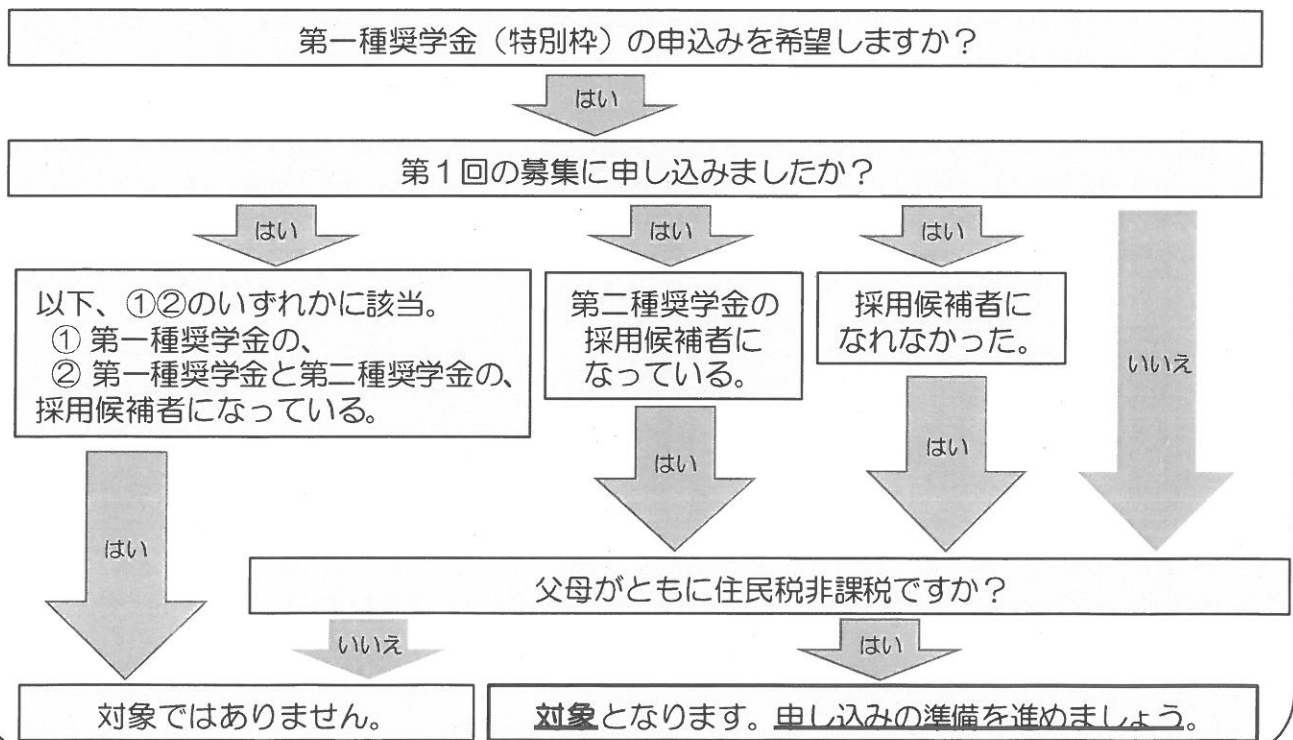 第一種奨学金（特別枠）の申込みを希望しますか？
はい
第１回の募集に申し込みましたか？
はい
はい
はい
いいえ
以下、①②のいずれかに該当。
① 第一種奨学金の、
② 第一種奨学金と第二種奨学金の、
採用候補者になっている。
第二種奨学金の
採用候補者に
なっている。
採用候補者に
なれなかった。
はい
はい
はい
父母がともに住民税非課税ですか？
いいえ
はい
対象ではありません。
対象となります。申し込みの準備を進めましょう。